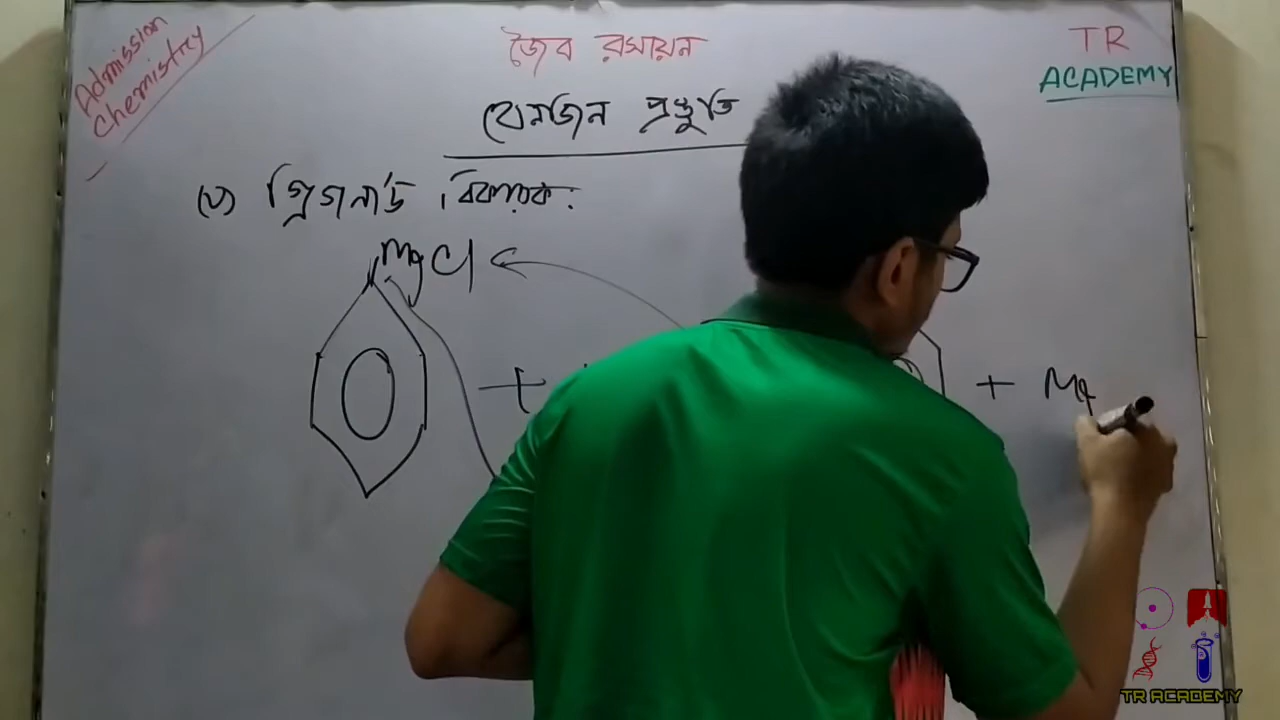 Admission
Chemistry
জৈব রসায়ন
TR
ACADEMY
বেনজিন প্রস্তুতি
(v) গ্রিগনার্ড বিকারক:
MgCl
+
+ Mg
TR ACADEMY